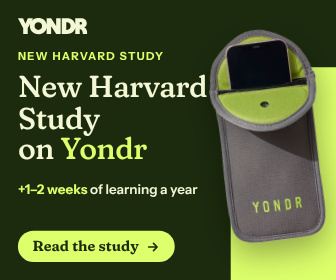 YONDR
NEW HARVARD STUDY
New Harvard
Study
on Yondr
+1–2 weeks of learning a year
Read the study →
YONDR